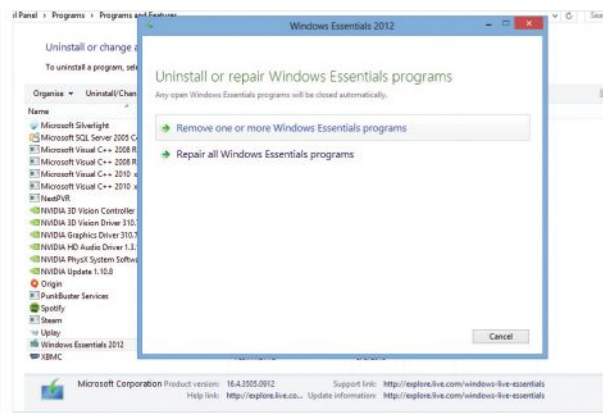 l Panel › Programs › Programs and Features
Windows Essentials 2012
Uninstall or change a
To uninstall a program, sele
Uninstall or repair Windows Essentials programs
Any open Windows Essentials programs will be closed automatically.
Organise Uninstall/Chan
Name
Remove one or more Windows Essentials programs
Repair all Windows Essentials programs
Microsoft Silverlight
Microsoft SQL Server 2005 C
Microsoft Visual C++ 2008 R
Microsoft Visual C++ 2008 R
Microsoft Visual C++ 2010 x
Microsoft Visual C++ 2010 x
NextPVR
NVIDIA 3D Vision Controller
NVIDIA 3D Vision Driver 310.
NVIDIA Graphics Driver 310.7
NVIDIA HD Audio Driver 1.3.
NVIDIA PhysX System Softwa
NVIDIA Update 1.10.8
Origin
PunkBuster Services
Spotify
Steam
Uplay
Windows Essentials 2012
XBMC
Cancel
Microsoft Corporation Product version: 16.4.3505.0912 Support link: http://explore.live.com/windows-live-essentials
Help link: http://explore.live.co... Update information: http://explore.live.com/windows-live-essentials